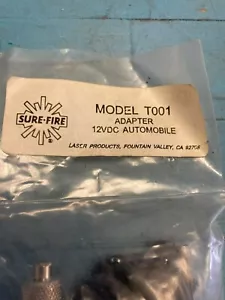 SURE-FIRE
®
MODEL T001
ADAPTER
12VDC AUTOMOBILE
LASER PRODUCTS, FOUNTAIN VALLEY, CA 92708